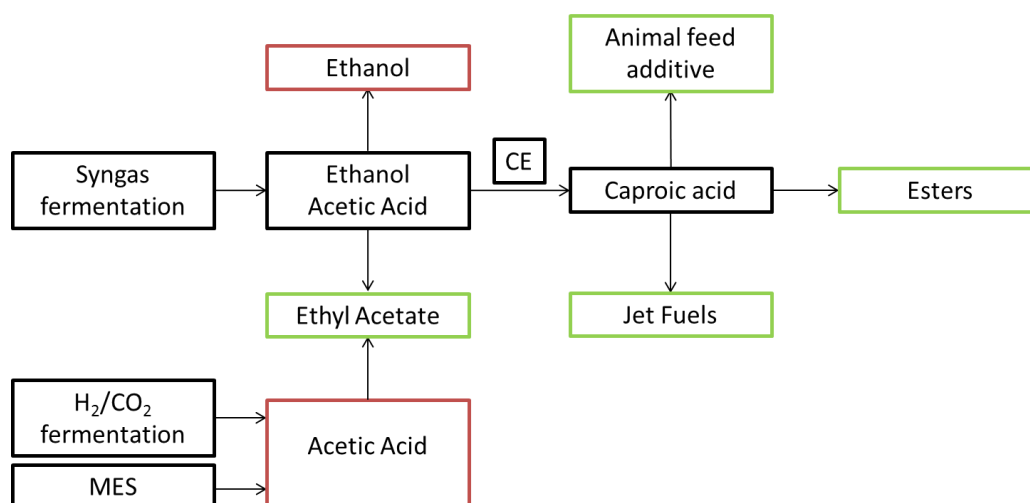 Ethanol
Animal feed
additive
Syngas
fermentation
Ethanol
Acetic Acid
CE
Caproic acid
Esters
Ethyl Acetate
Jet Fuels
H₂/CO₂
fermentation
Acetic Acid
MES